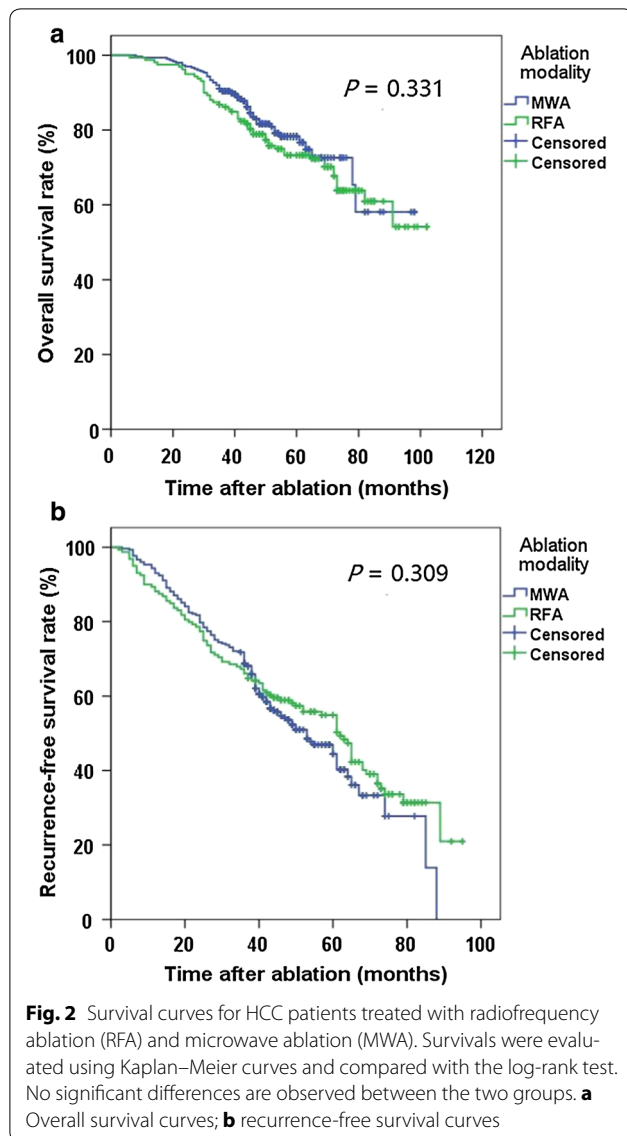 a
100
80
60
40
20
0
Overall survival rate (%)
P = 0.331
Ablation
modality
MWA
RFA
Censored
Censored
0 20 40 60 80 100 120
Time after ablation (months)
b
100
80
60
40
20
0
Recurrence-free survival rate (%)
P = 0.309
Ablation
modality
MWA
RFA
Censored
Censored
0 20 40 60 80 100
Time after ablation (months)
Fig. 2 Survival curves for HCC patients treated with radiofrequency
ablation (RFA) and microwave ablation (MWA). Survivals were evalu-
ated using Kaplan–Meier curves and compared with the log-rank test.
No significant differences are observed between the two groups. a
Overall survival curves; b recurrence-free survival curves